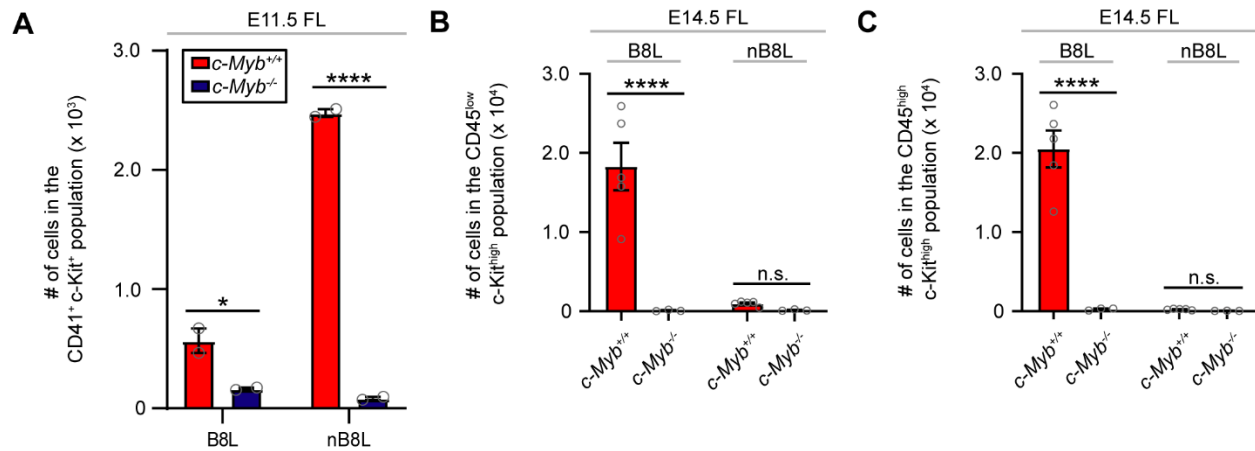 A
E11.5 FL
# of cells in the
CD41⁺ c-Kit⁺ population (x 10³)
3.0
2.0
1.0
0
c-Myb⁺/⁺
c-Myb⁻/⁻
*
****
B8L
nB8L
B
E14.5 FL
B8L
nB8L
# of cells in the CD45ˡᵒʷ
c-Kitʰⁱᵍʰ population (x 10⁴)
3.0
2.0
1.0
0
****
n.s.
c-Myb⁺/⁺
c-Myb⁻/⁻
c-Myb⁺/⁺
c-Myb⁻/⁻
C
E14.5 FL
B8L
nB8L
# of cells in the CD45ʰⁱᵍʰ
c-Kitʰⁱᵍʰ population (x 10⁴)
3.0
2.0
1.0
0
****
n.s.
c-Myb⁺/⁺
c-Myb⁻/⁻
c-Myb⁺/⁺
c-Myb⁻/⁻